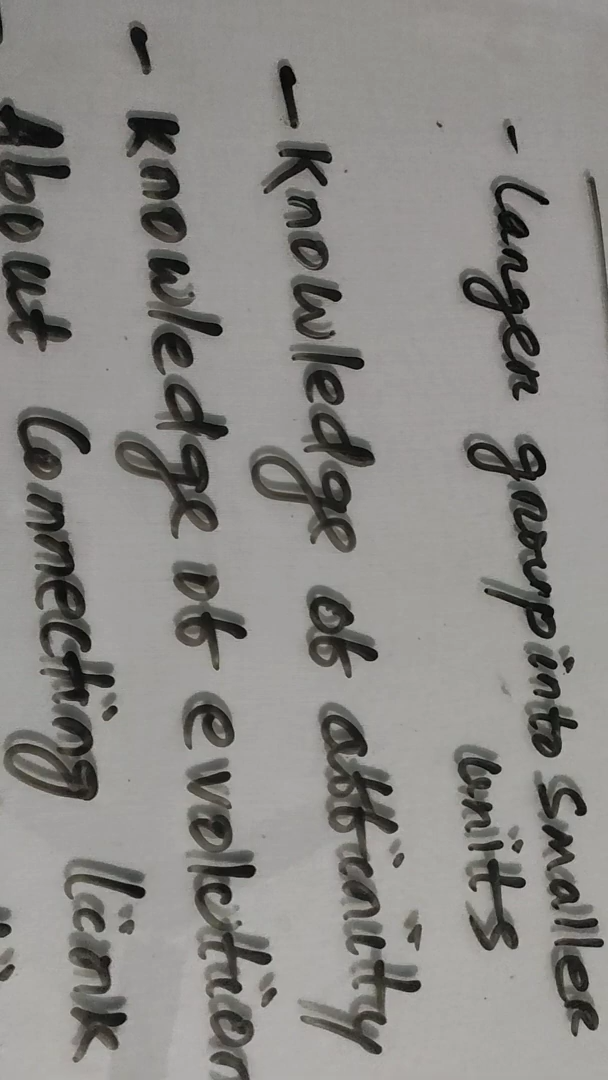 - Larger group into smaller
units
- Knowledge of affinity
- Knowledge of evolution
- About Connecting link